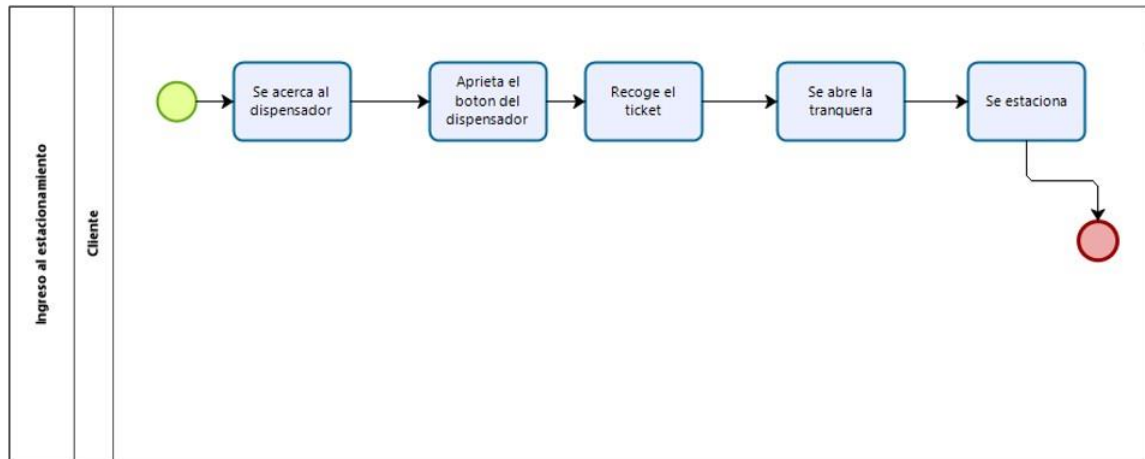 Ingreso al estacionamiento
Cliente
Se acerca al
dispensador
Aprieta el
boton del
dispensador
Recoge el
ticket
Se abre la
tranquera
Se estaciona